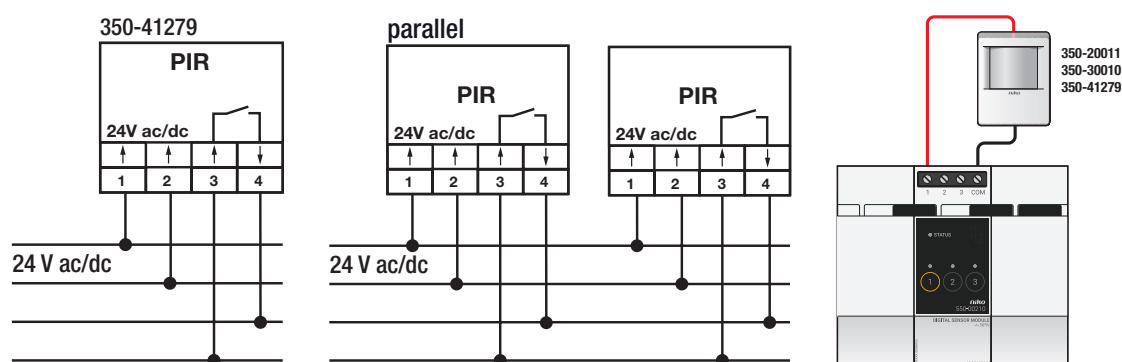 350-41279
PIR
24V ac/dc
1 2 3 4
24 V ac/dc
parallel
PIR
24V ac/dc
1 2 3 4
PIR
24V ac/dc
1 2 3 4
24 V ac/dc
350-20011
350-30010
350-41279
niko
1 2 3 COM
STATUS
1 2 3
niko
550-00210
DIGITAL SENSOR MODULE